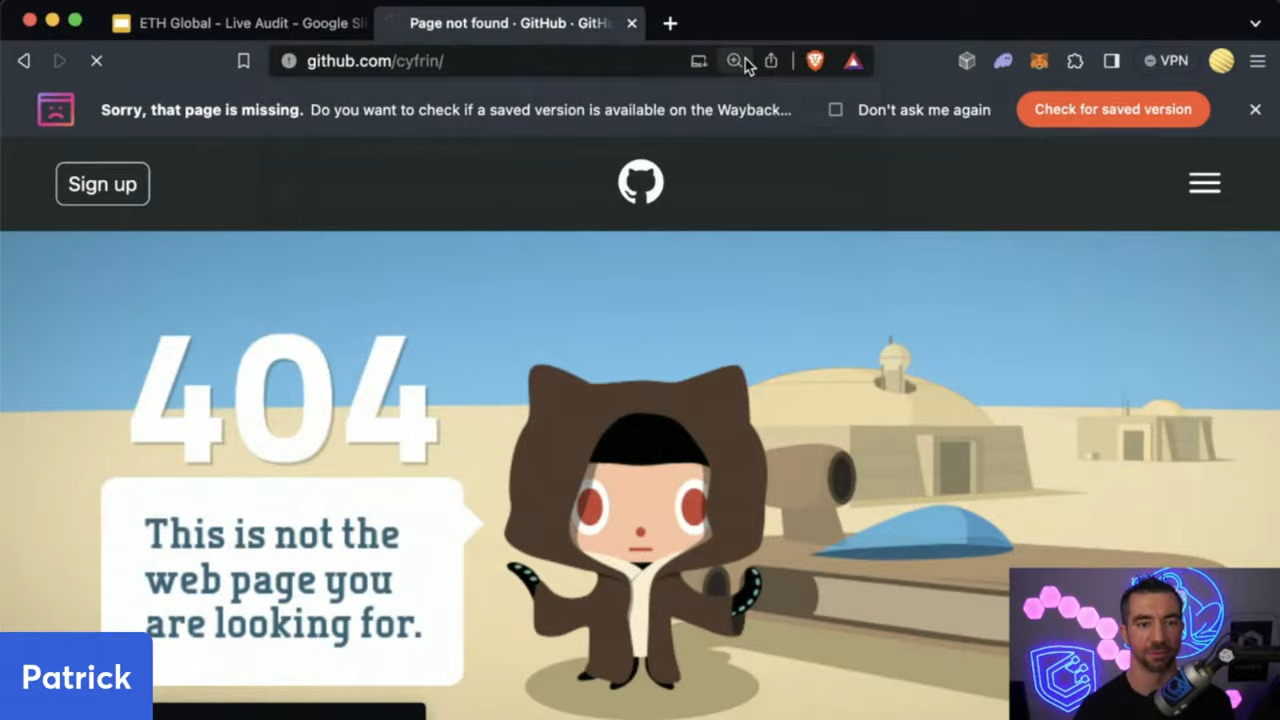 ETH Global - Live Audit - Google Sli
Page not found · GitHub · GitHu
github.com/cyfrin/
VPN
Sorry, that page is missing. Do you want to check if a saved version is available on the Wayback...
Don't ask me again
Check for saved version
Sign up
404
This is not the
web page you
are looking for.
Patrick